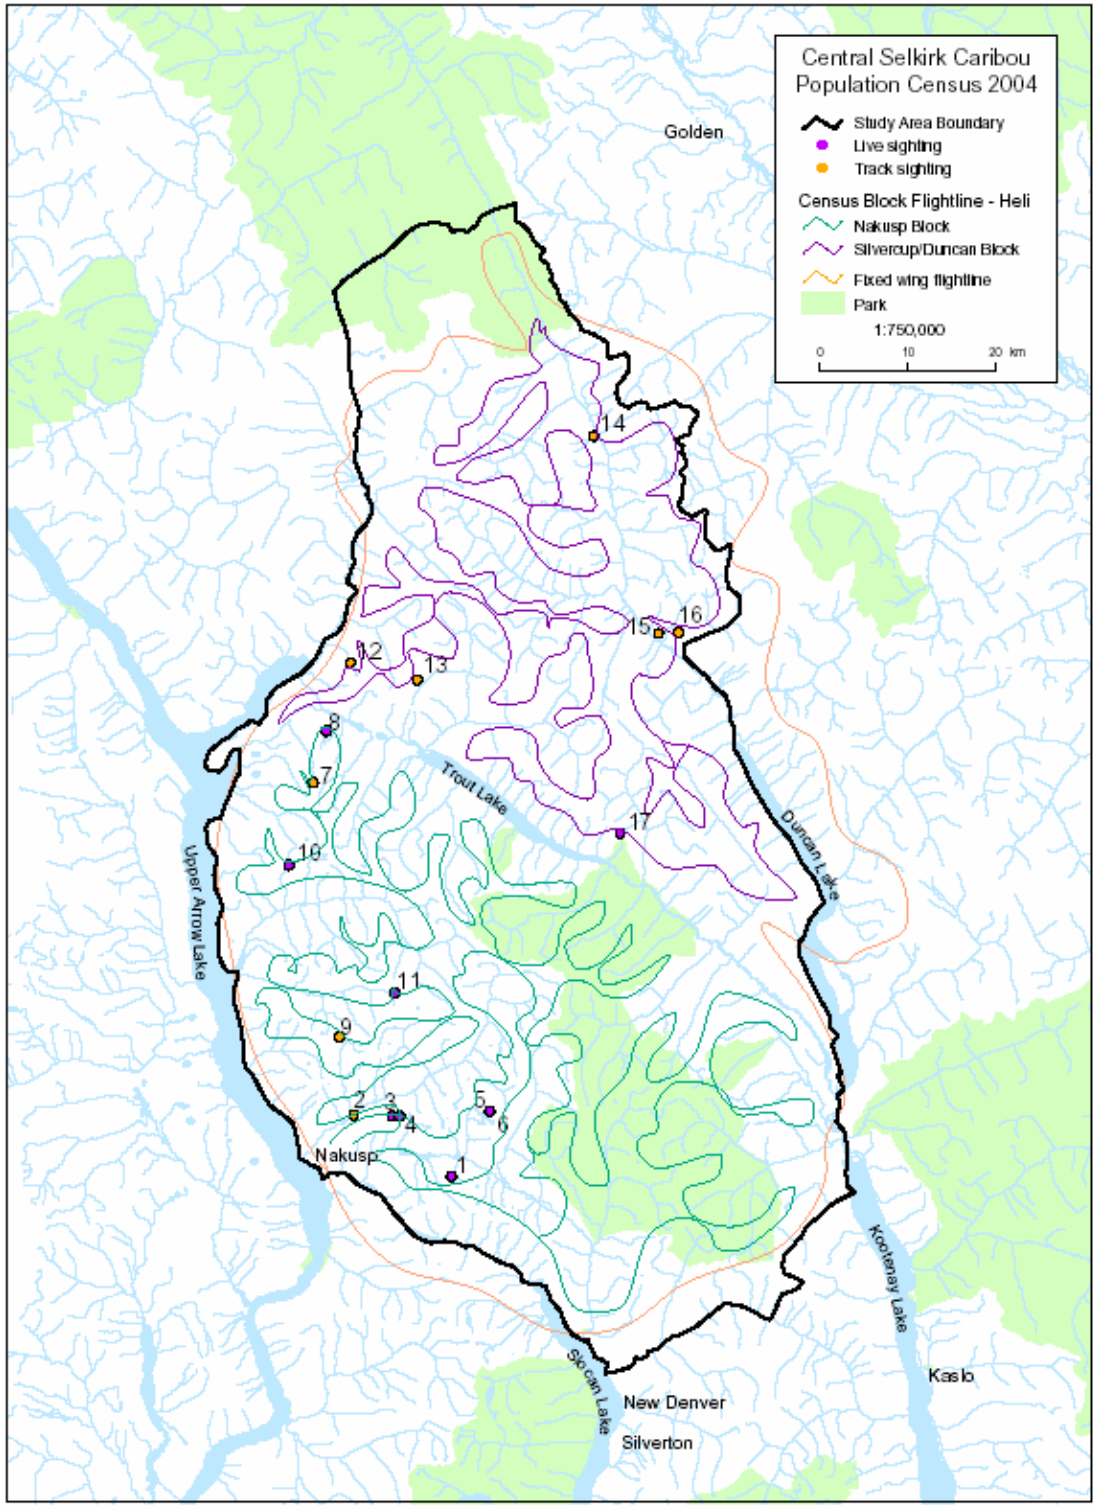 Central Selkirk Caribou
Population Census 2004
Study Area Boundary
Live sighting
Track sighting
Census Block Flightline - Heli
Nakusp Block
Silvercup/Duncan Block
Fixed wing flightline
Park
1:750,000
0 10 20 km
Golden
14
15 16
12
13
8
7
Trout Lake
17
Duncan Lake
10
Upper Arrow Lake
11
9
2 3
4
5
6
Nakusp
1
Kootenay Lake
Slocan Lake
Kaslo
New Denver
Silverton